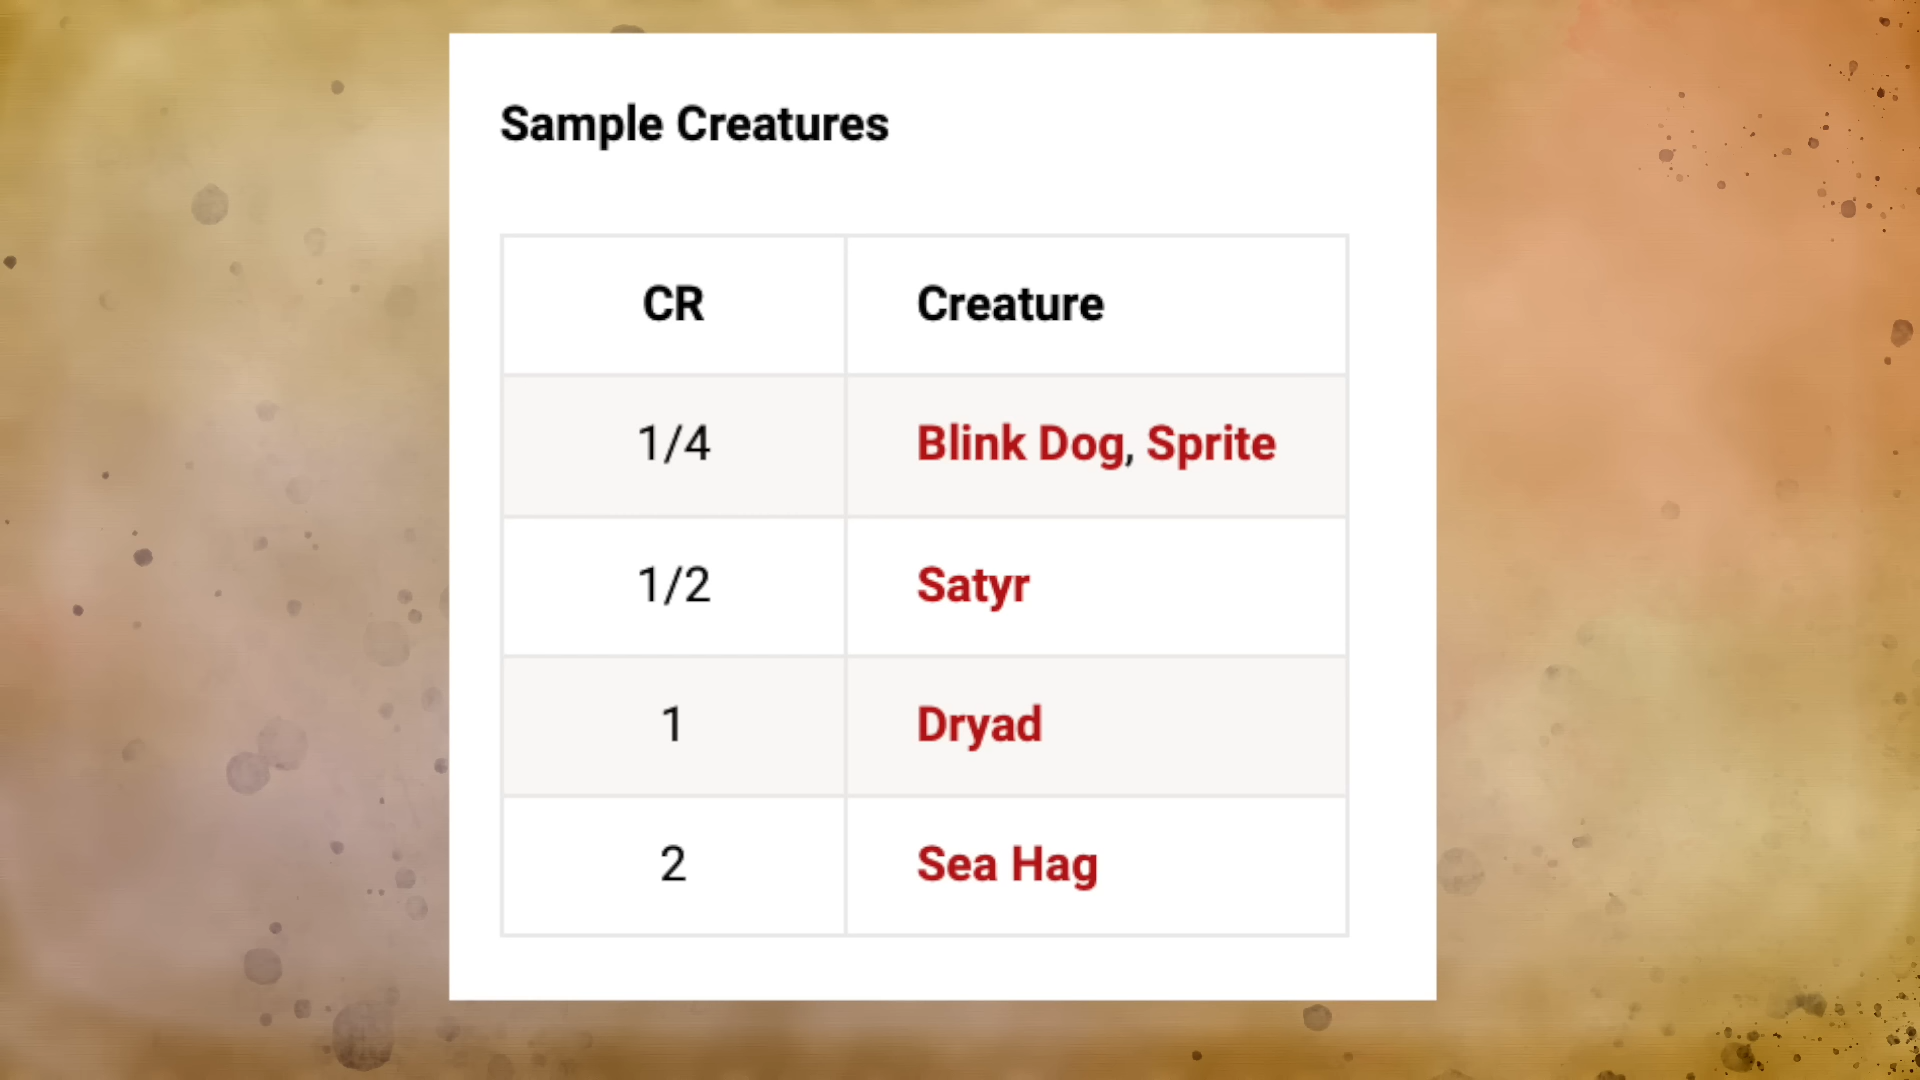 Sample Creatures
CR Creature
1/4 Blink Dog, Sprite
1/2 Satyr
1 Dryad
2 Sea Hag